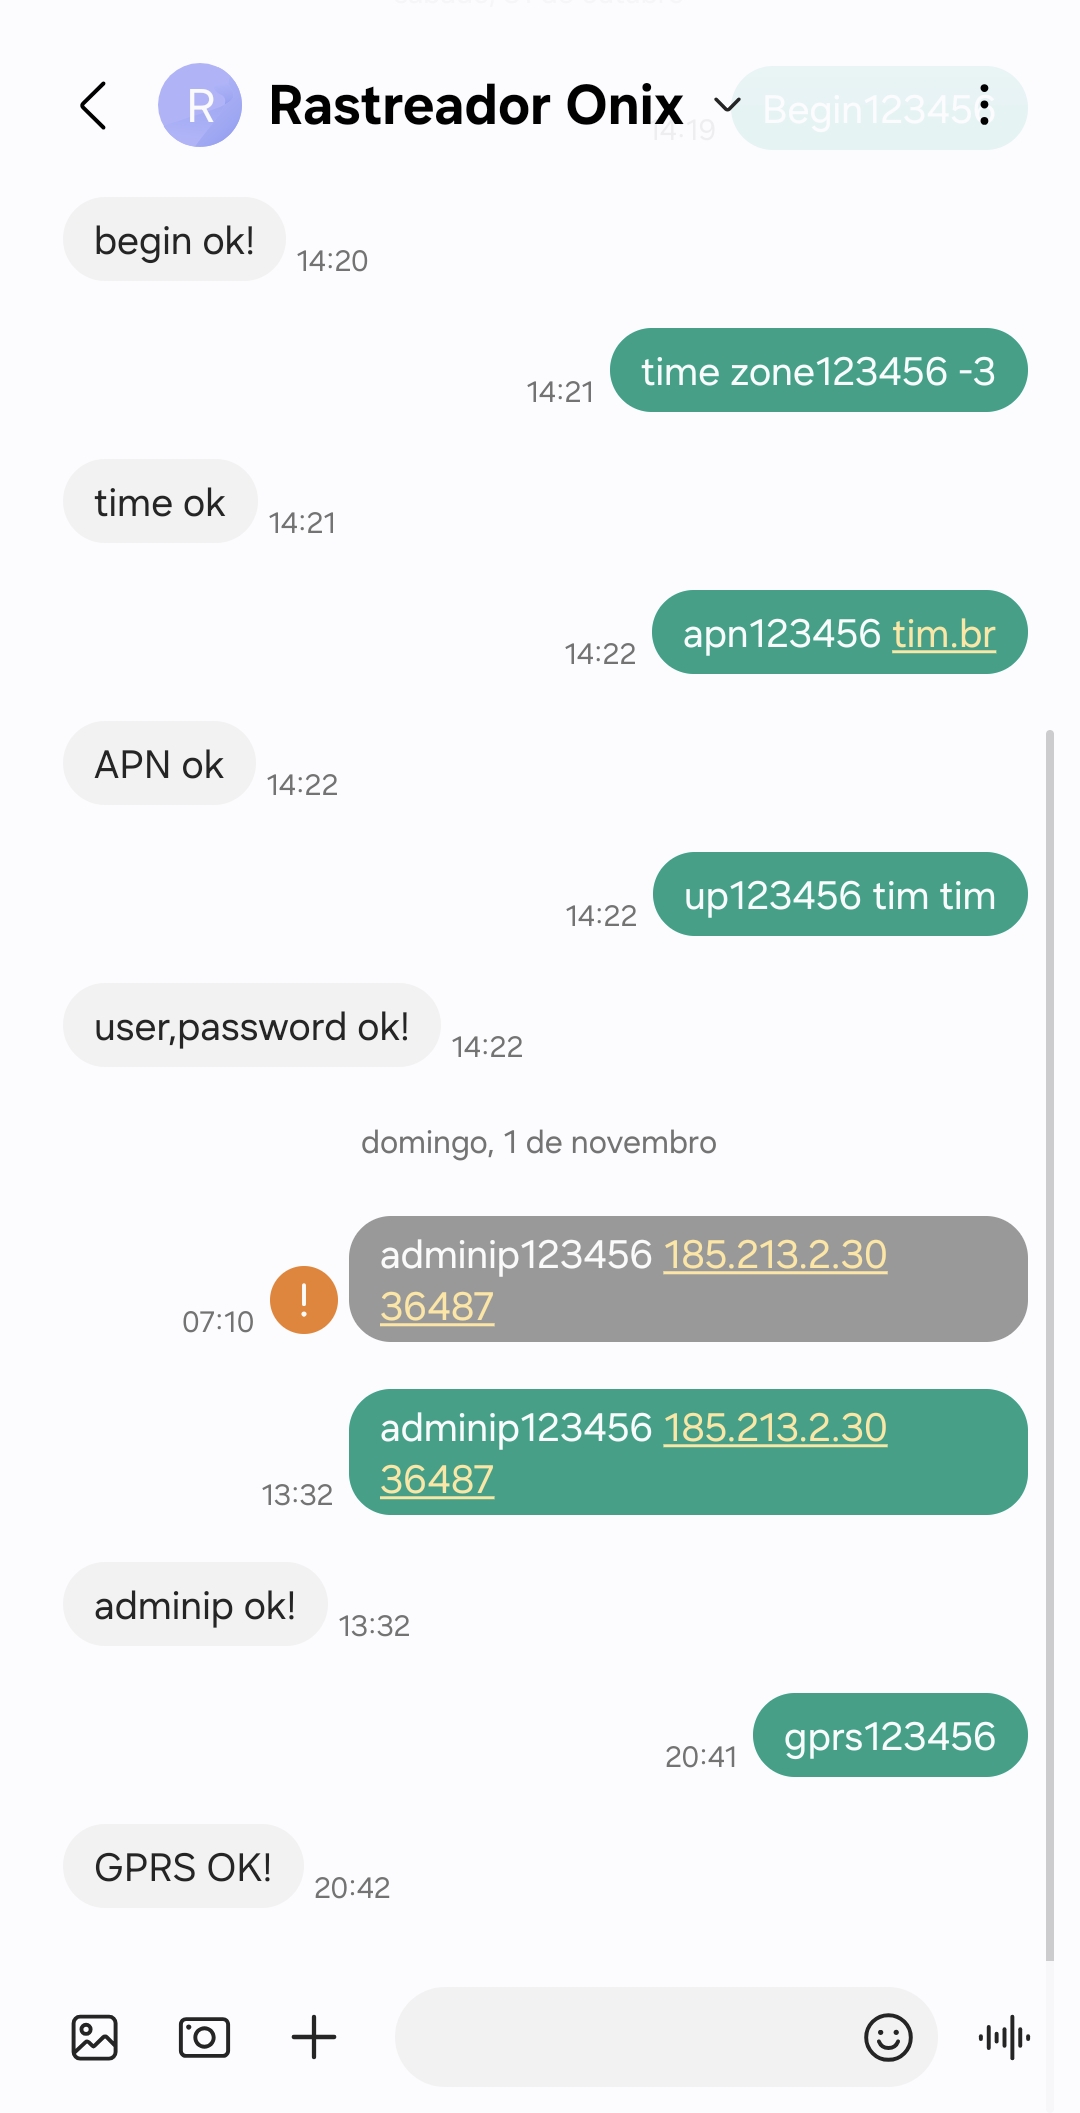 R
Rastreador Onix
Begin123456
14:19
begin ok!
14:20
time zone123456 -3
14:21
time ok
14:21
apn123456 tim.br
14:22
APN ok
14:22
up123456 tim tim
14:22
user,password ok!
14:22
domingo, 1 de novembro
adminip123456 185.213.2.30
36487
07:10
adminip123456 185.213.2.30
36487
13:32
adminip ok!
13:32
gprs123456
20:41
GPRS OK!
20:42